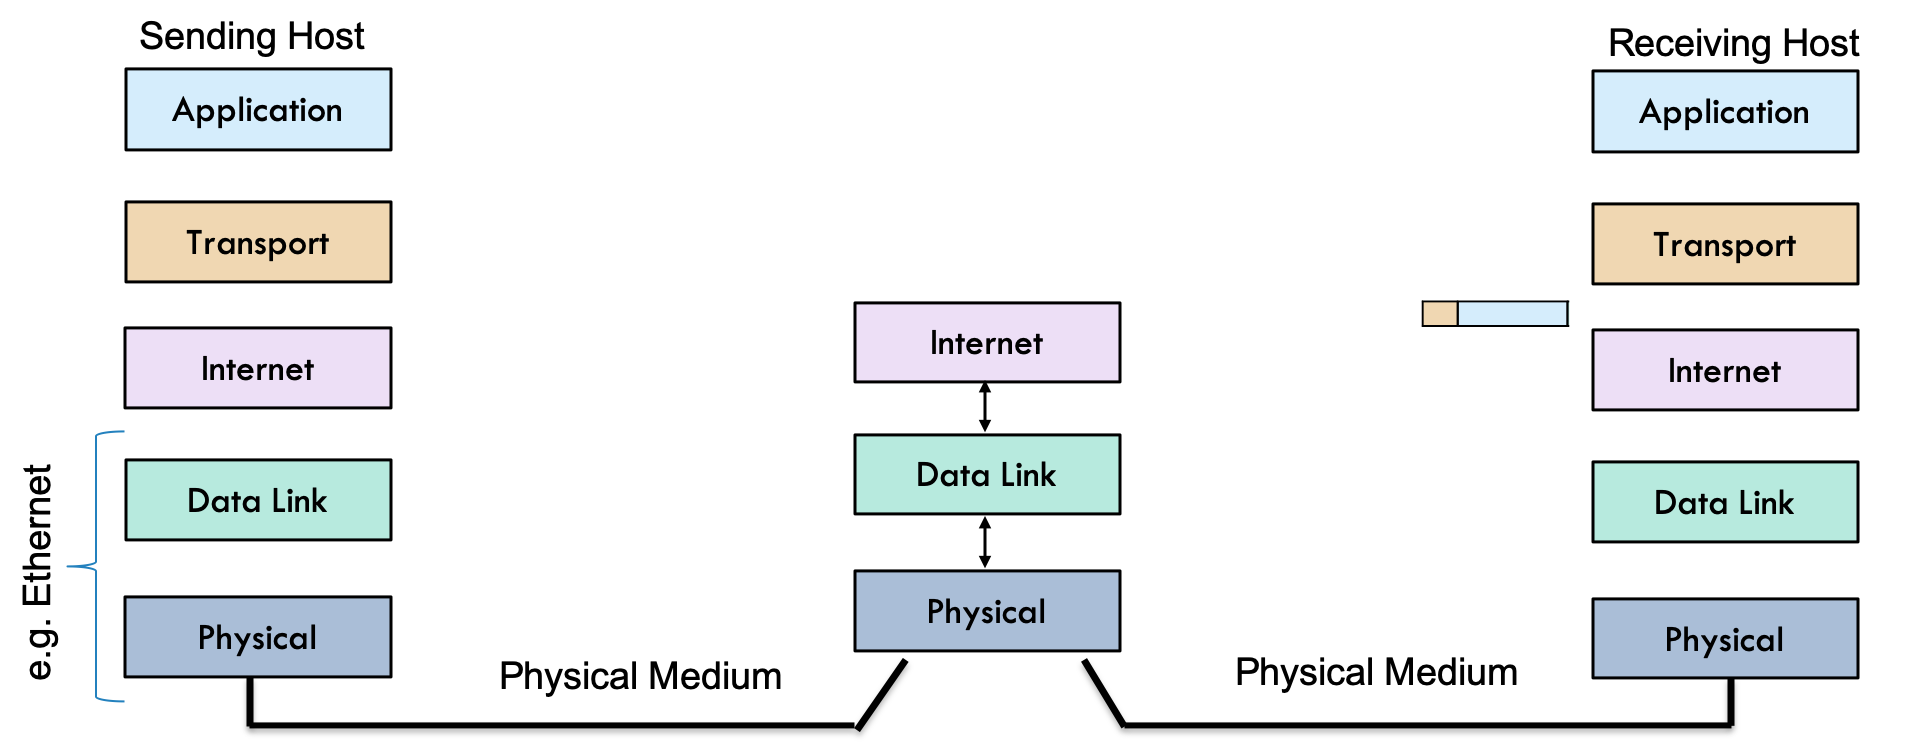 Sending Host
Receiving Host
Application
Application
Transport
Transport
Internet
Internet
Internet
Data Link
Data Link
Data Link
e.g. Ethernet
Physical
Physical
Physical
Physical Medium
Physical Medium